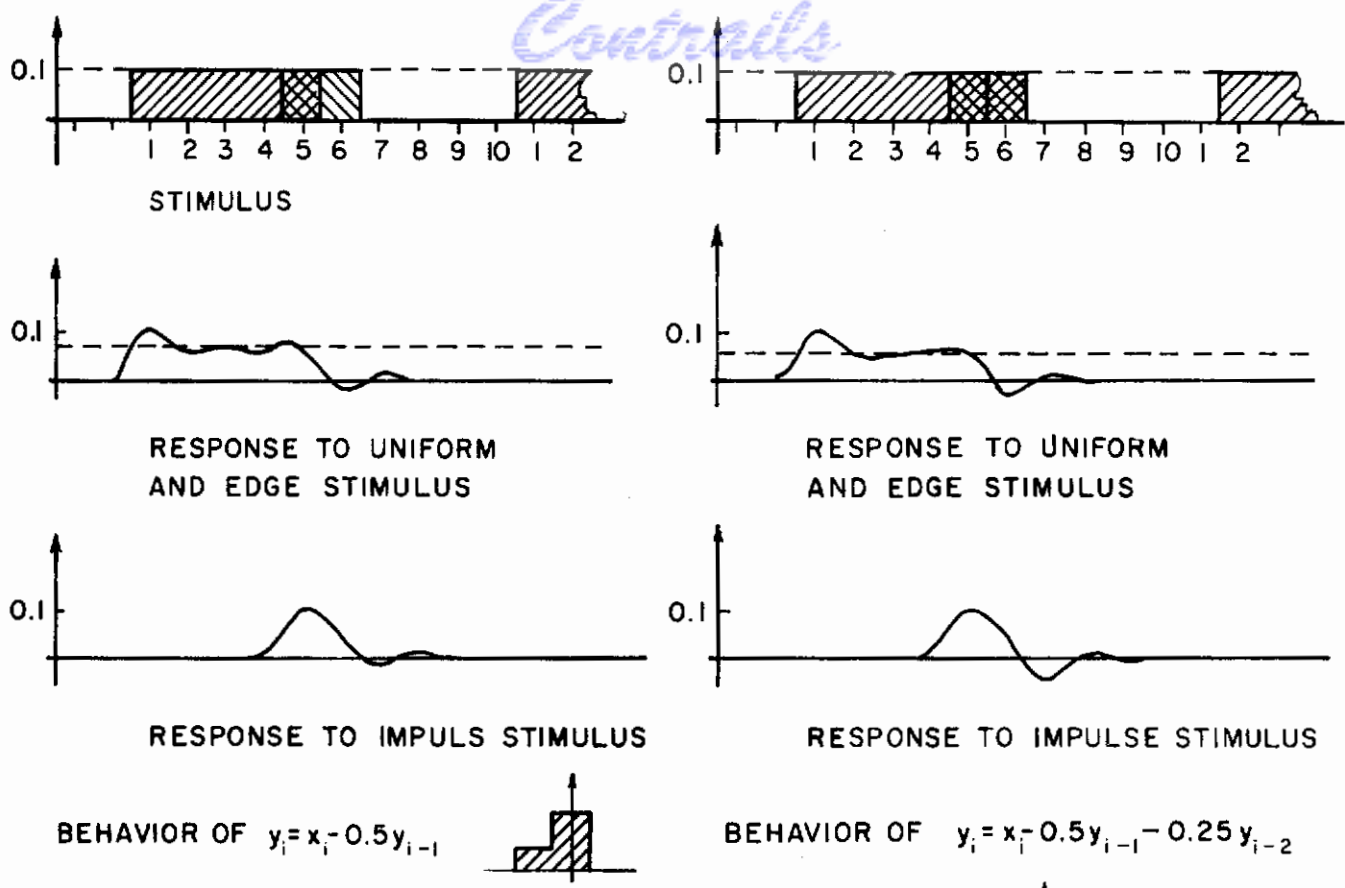 Contrails
0.1
1 2 3 4 5 6 7 8 9 10 1 2
STIMULUS
0.1
1 2 3 4 5 6 7 8 9 10 1 2
0.1
RESPONSE TO UNIFORM
AND EDGE STIMULUS
0.1
RESPONSE TO UNIFORM
AND EDGE STIMULUS
0.1
RESPONSE TO IMPULS STIMULUS
0.1
RESPONSE TO IMPULSE STIMULUS
BEHAVIOR OF y_i = x_i - 0.5 y_{i-1}
BEHAVIOR OF y_i = x_i - 0.5 y_{i-1} - 0.25 y_{i-2}